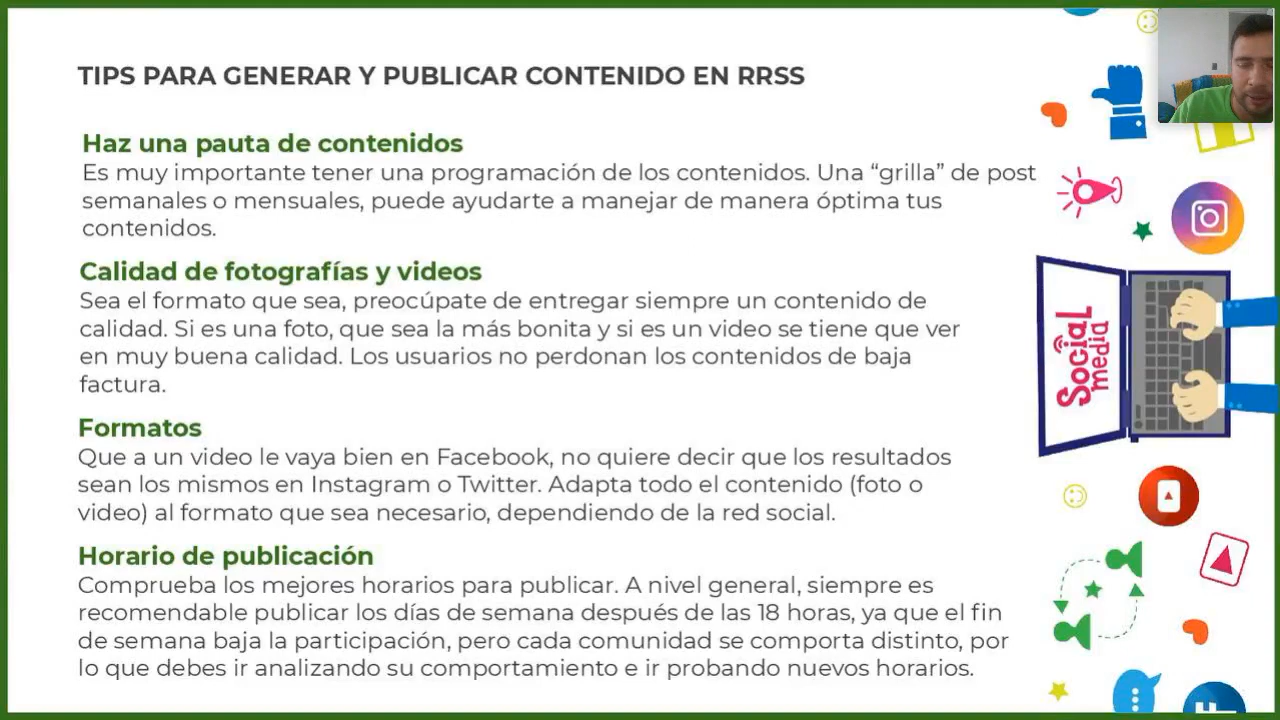 TIPS PARA GENERAR Y PUBLICAR CONTENIDO EN RRSS
Haz una pauta de contenidos
Es muy importante tener una programación de los contenidos. Una “grilla” de post
semanales o mensuales, puede ayudarte a manejar de manera óptima tus
contenidos.
Calidad de fotografías y videos
Sea el formato que sea, preocúpate de entregar siempre un contenido de
calidad. Si es una foto, que sea la más bonita y si es un video se tiene que ver
en muy buena calidad. Los usuarios no perdonan los contenidos de baja
factura.
Formatos
Que a un video le vaya bien en Facebook, no quiere decir que los resultados
sean los mismos en Instagram o Twitter. Adapta todo el contenido (foto o
video) al formato que sea necesario, dependiendo de la red social.
Horario de publicación
Comprueba los mejores horarios para publicar. A nivel general, siempre es
recomendable publicar los días de semana después de las 18 horas, ya que el fin
de semana baja la participación, pero cada comunidad se comporta distinto, por
lo que debes ir analizando su comportamiento e ir probando nuevos horarios.
Social
media